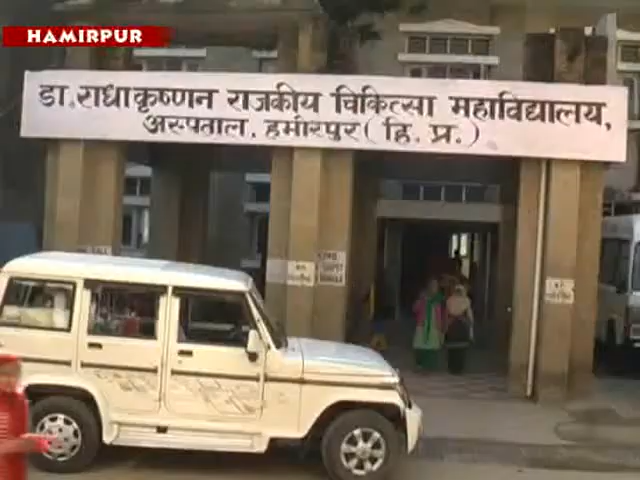 HAMIRPUR
डा. राधाकृष्णन राजकीय चिकित्सा महाविद्यालय,
अस्पताल, हमीरपुर (हि. प्र.)